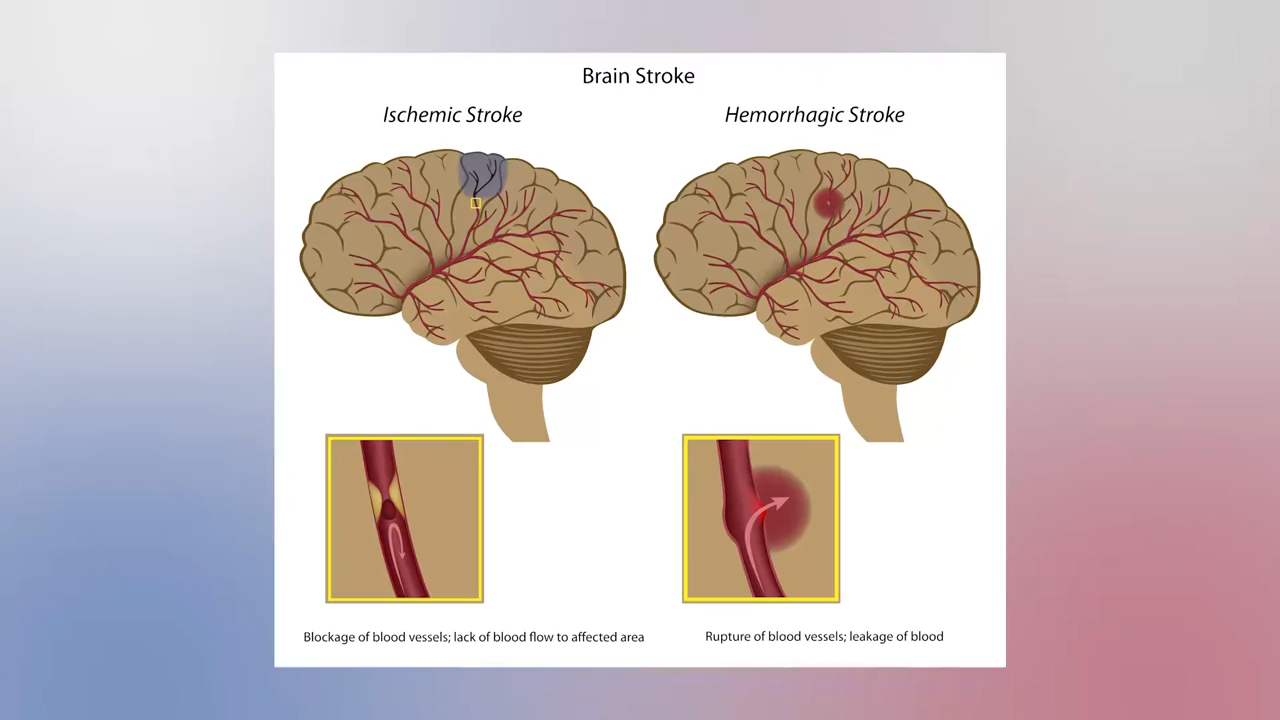 Brain Stroke
Ischemic Stroke
Hemorrhagic Stroke
Blockage of blood vessels; lack of blood flow to affected area
Rupture of blood vessels; leakage of blood